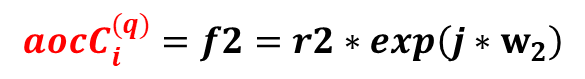 aocC_i^(q) = f2 = r2 * exp(j * w_2)